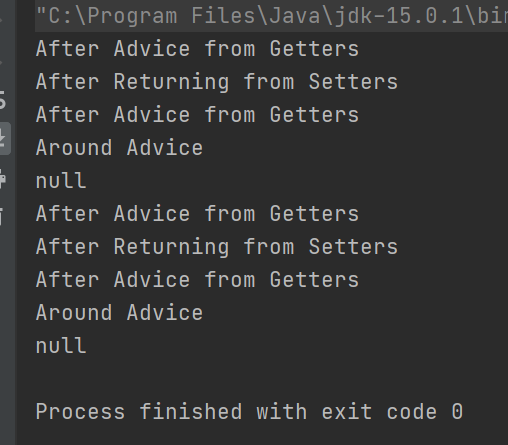 "C:\Program Files\Java\jdk-15.0.1\bin
After Advice from Getters
After Returning from Setters
After Advice from Getters
Around Advice
null
After Advice from Getters
After Returning from Setters
After Advice from Getters
Around Advice
null
Process finished with exit code 0